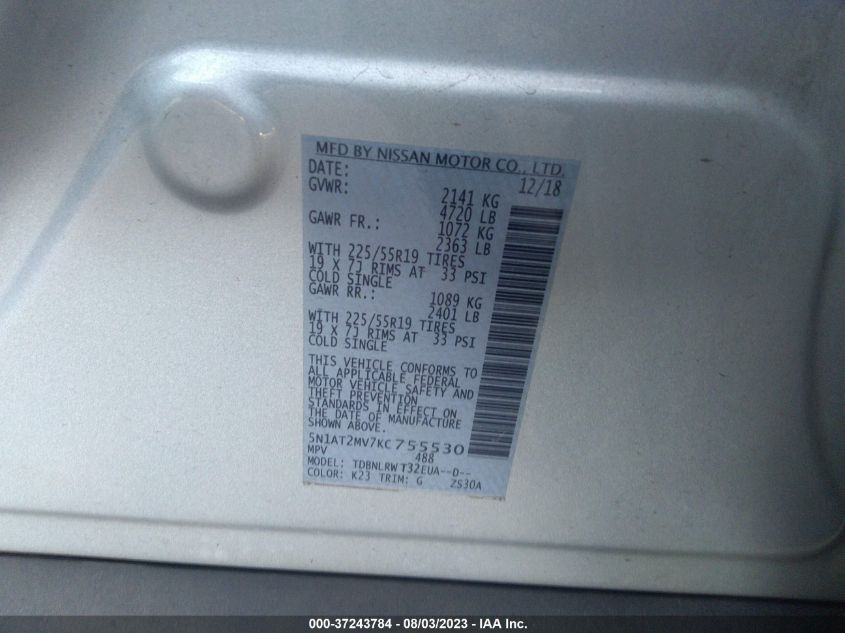 MFD BY NISSAN MOTOR CO., LTD.
DATE: 12/18
GVWR: 2141 KG
4720 LB
GAWR FR.: 1072 KG
2363 LB
WITH 225/55R19 TIRES
19 X 7J RIMS AT 33 PSI
COLD SINGLE
GAWR RR.: 1089 KG
2401 LB
WITH 225/55R19 TIRES
19 X 7J RIMS AT 33 PSI
COLD SINGLE
THIS VEHICLE CONFORMS TO
ALL APPLICABLE FEDERAL
MOTOR VEHICLE SAFETY AND
THEFT PREVENTION
STANDARDS IN EFFECT ON
THE DATE OF MANUFACTURE
SHOWN ABOVE.
5N1AT2MV7KC755530
MPV 488
MODEL: TDBNLRW T32EUA--D--
COLOR: K23 TRIM: G ZS30A
000-37243784 - 08/03/2023 - IAA Inc.